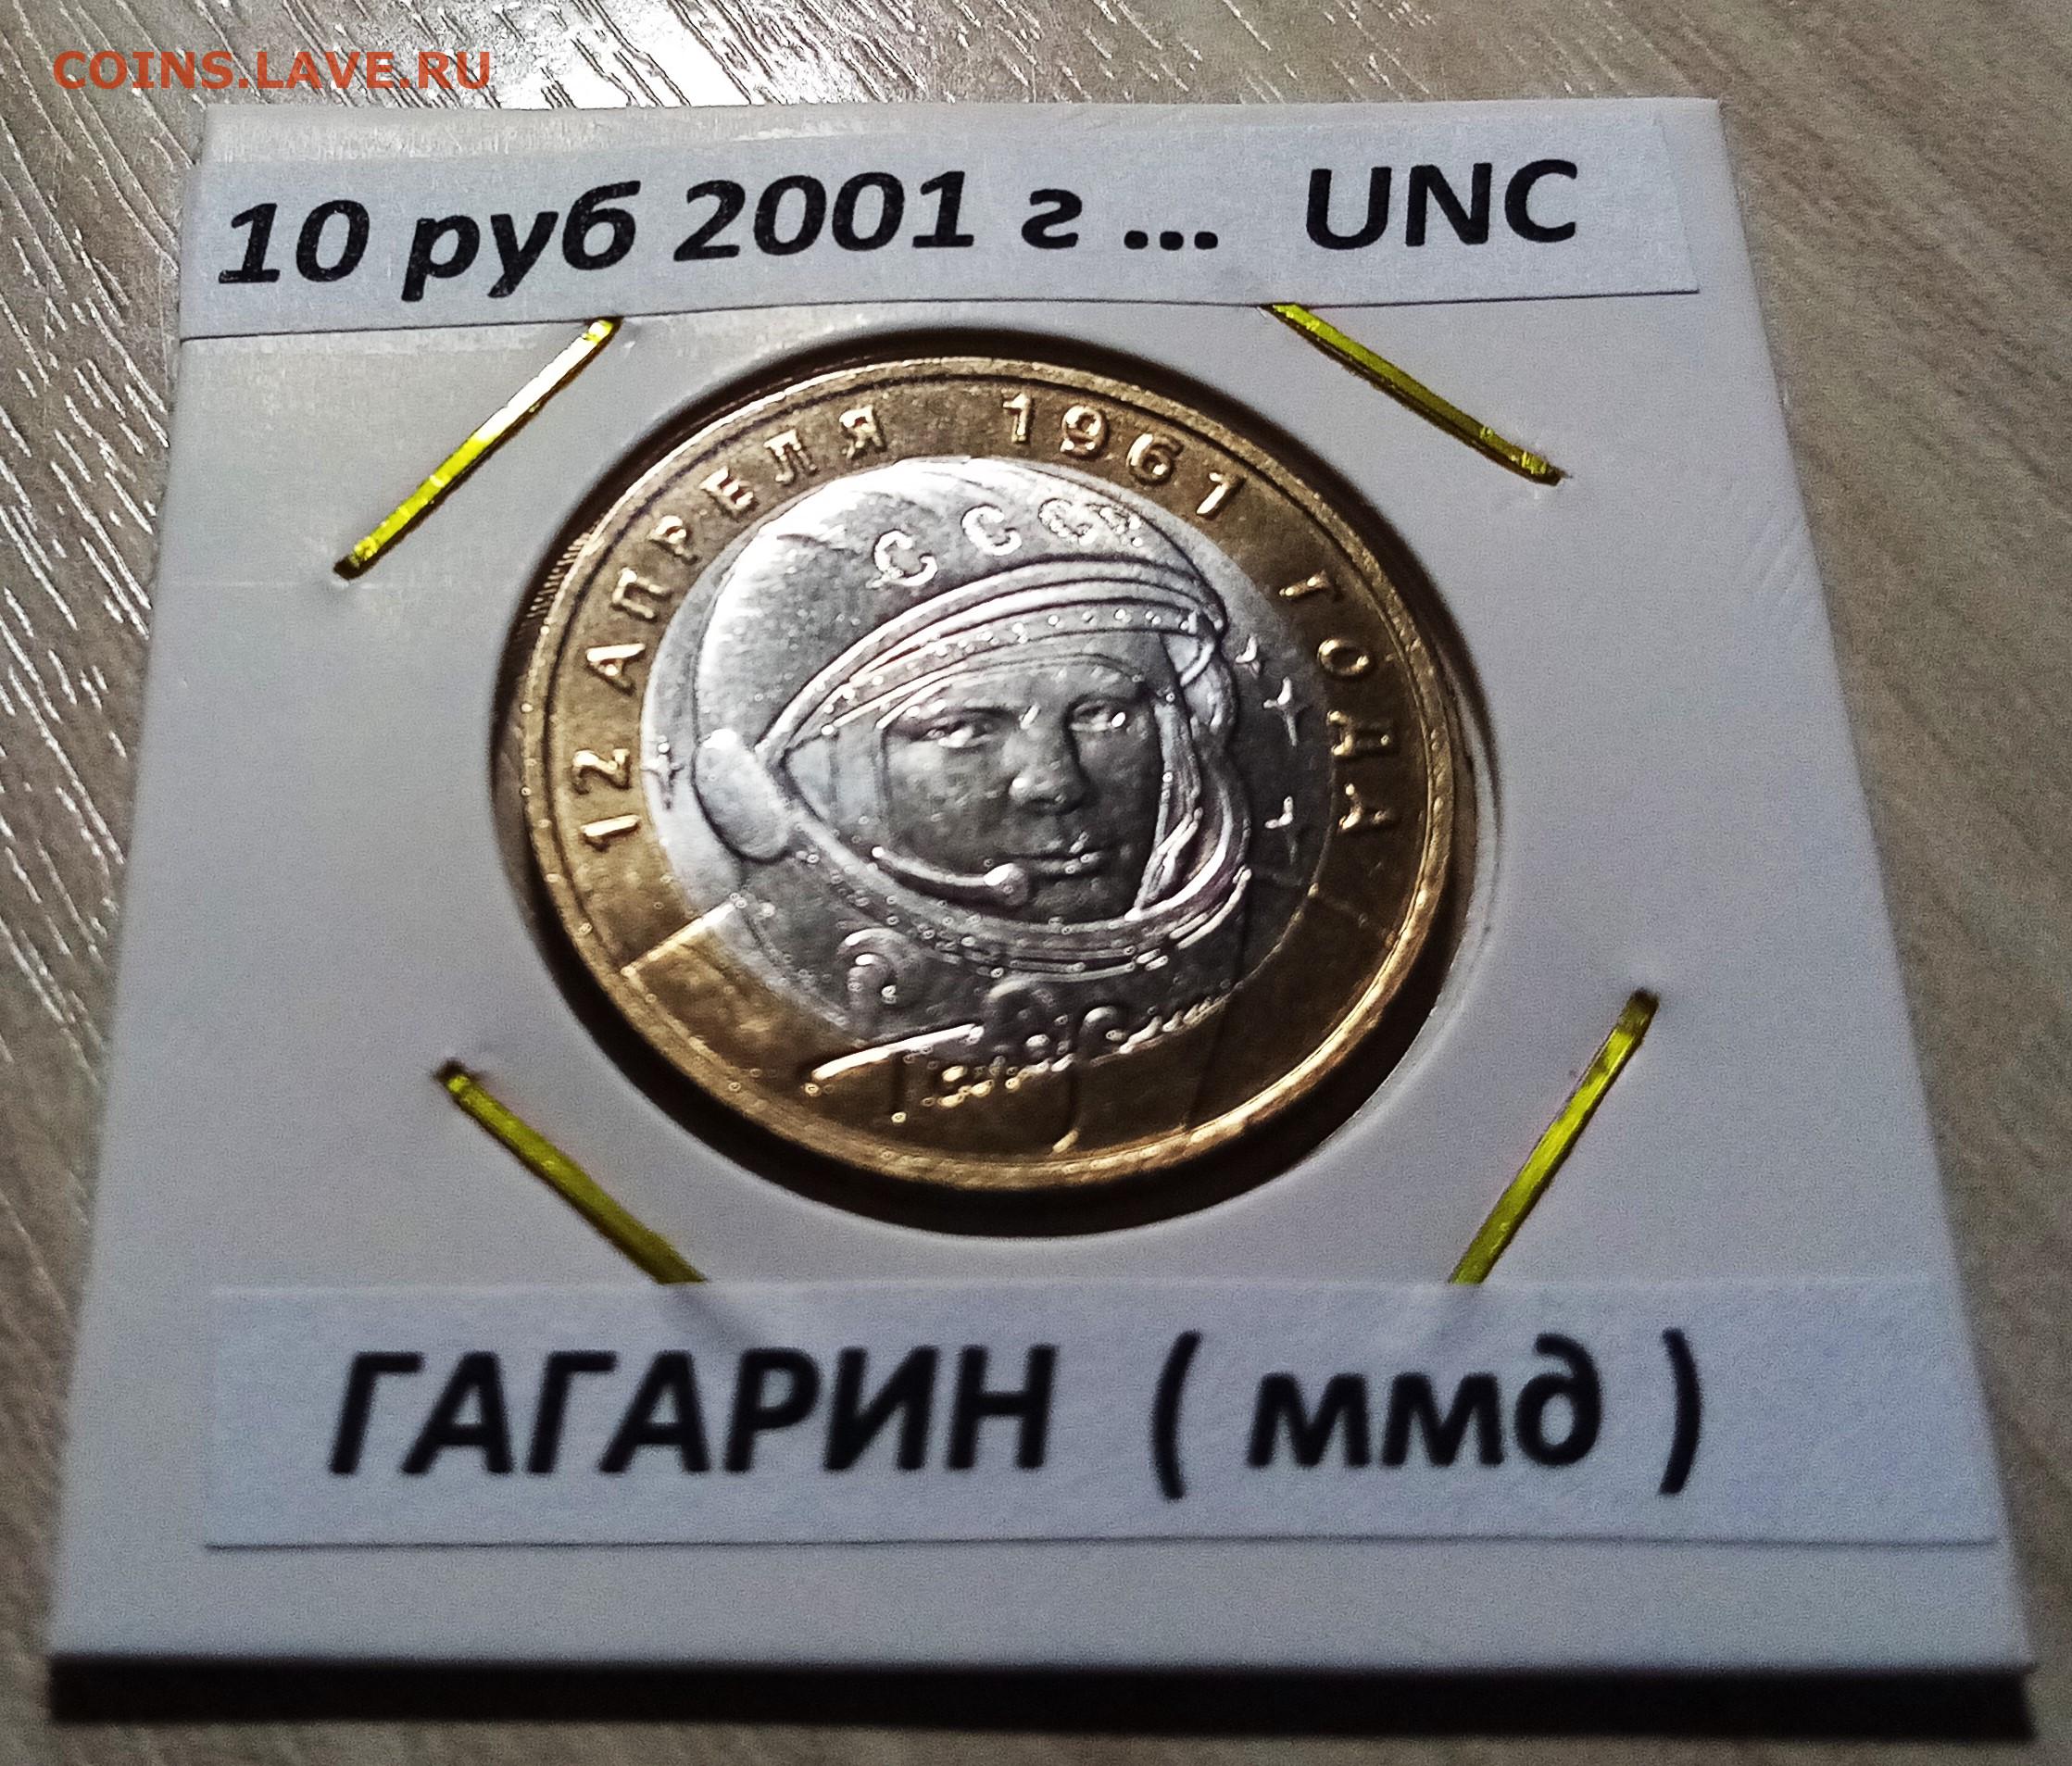 COINS.LAVE.RU
10 руб 2001 г ... UNC
12 АПРЕЛЯ 1961 ГОДА
СССР
ГАГАРИН ( ммд )